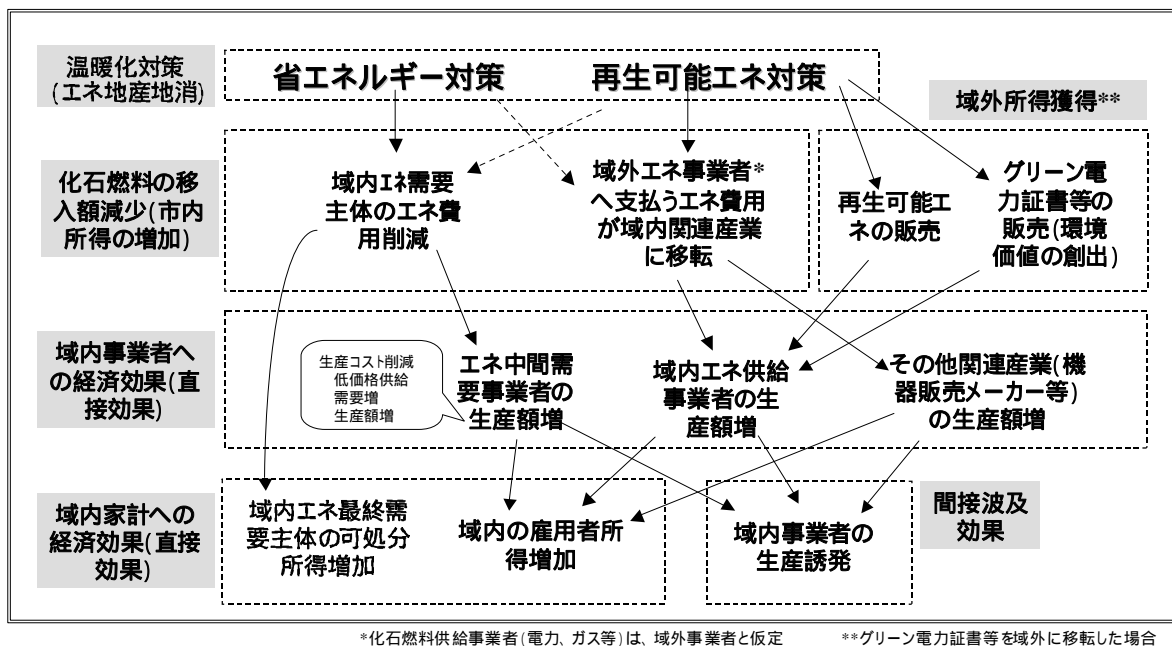 温暖化対策
(エネ地産地消)
省エネルギー対策
再生可能エネ対策
域外所得獲得**
化石燃料の移
入額減少(市内
所得の増加)
域内エネ需要
主体のエネ費
用削減
域外エネ事業者*
へ支払うエネ費用
が域内関連産業
に移転
再生可能エ
ネの販売
グリーン電
力証書等の
販売(環境
価値の創出)
域内事業者へ
の経済効果(直
接効果)
生産コスト削減
低価格供給
需要増
生産額増
エネ中間需
要事業者の
生産額増
域内エネ供給
事業者の生
産額増
その他関連産業(機
器販売メーカー等)
の生産額増
域内家計への
経済効果(直接
効果)
域内エネ最終需
要主体の可処分
所得増加
域内の雇用者所
得増加
域内事業者の
生産誘発
間接波及
効果
*化石燃料供給事業者(電力、ガス等)は、域外事業者と仮定
**グリーン電力証書等を域外に移転した場合